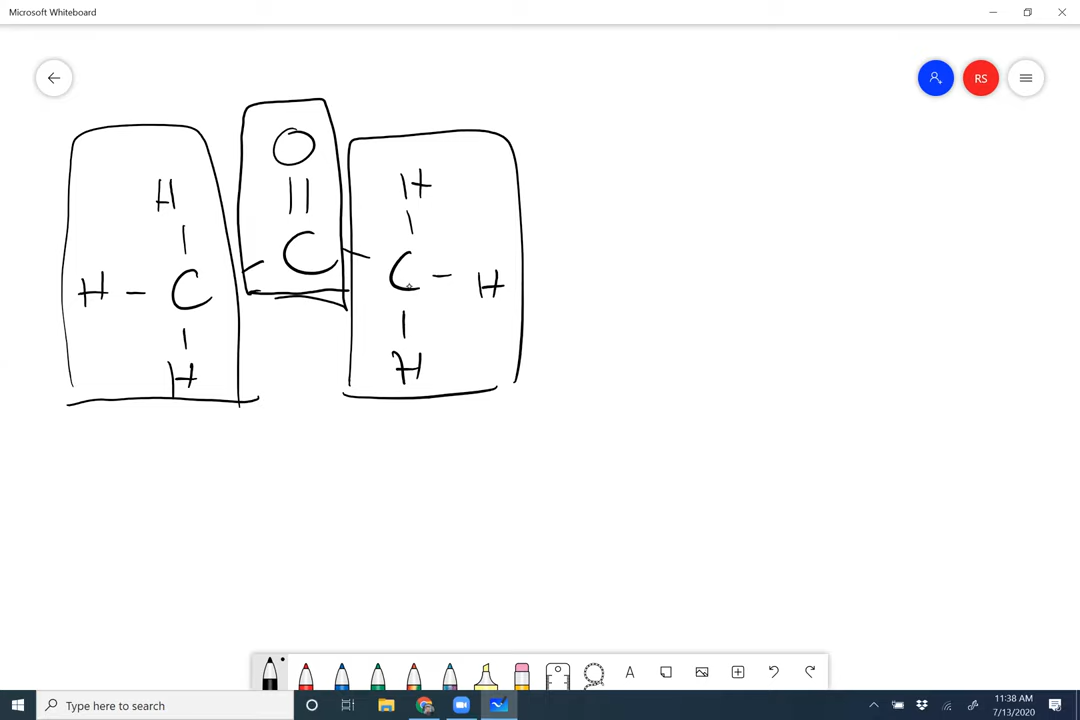 Microsoft Whiteboard
RS
O
H H
C
H - C C - H
H H
A
Type here to search
11:38 AM
7/13/2020